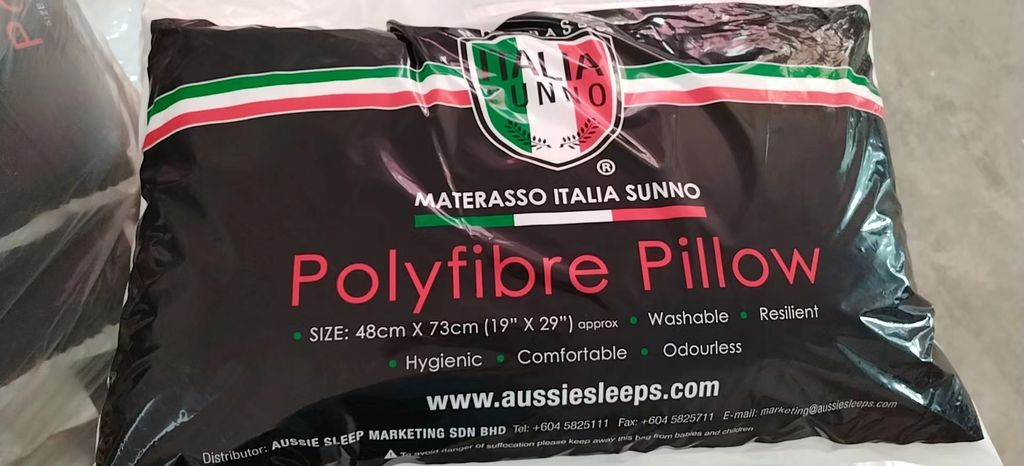 ITALIA
SUNNO
®
MATERASSO ITALIA SUNNO
Polyfibre Pillow
• SIZE: 48cm X 73cm (19” X 29”) approx • Washable • Resilient
• Hygienic • Comfortable • Odourless
www.aussiesleeps.com
Distributor: AUSSIE SLEEP MARKETING SDN BHD Tel: +604 5825111 Fax: +604 5825711 E-mail: marketing@aussiesleeps.com
To avoid danger of suffocation please keep away this bag from babies and children